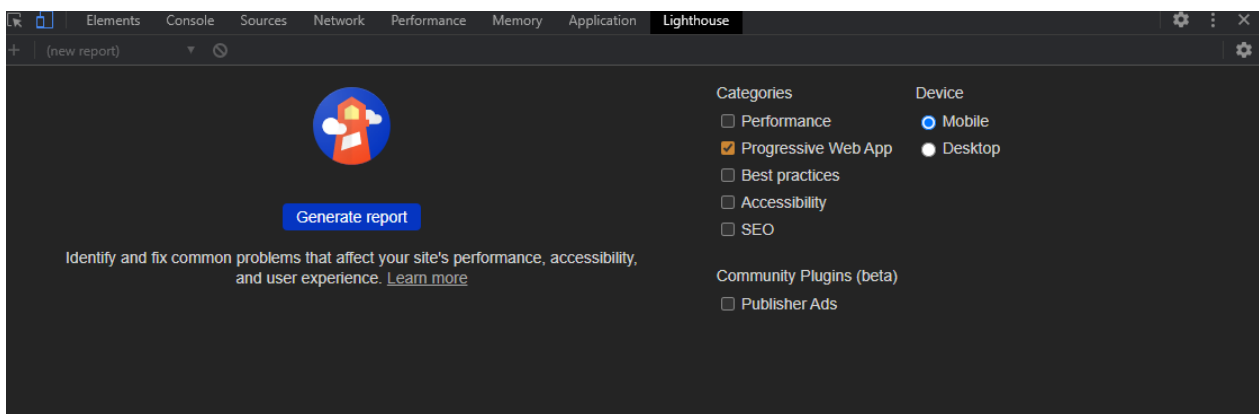 Elements Console Sources Network Performance Memory Application Lighthouse
(new report)
Categories Device
Performance Mobile
Progressive Web App Desktop
Best practices
Accessibility
SEO
Generate report
Identify and fix common problems that affect your site's performance, accessibility,
and user experience. Learn more
Community Plugins (beta)
Publisher Ads